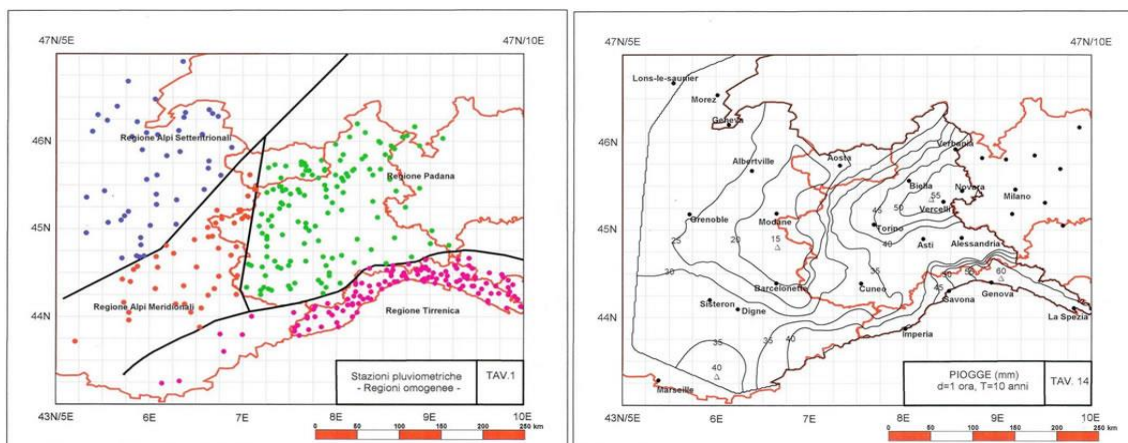 47N/5E
47N/10E
46N
Regione Alpi Settentrionali
Regione Padana
45N
Regione Alpi Meridionali
Regione Tirrenica
44N
Stazioni pluviometriche
- Regioni omogenee -
TAV.1
43N/5E
6E
7E
8E
9E
10E
0
50
100
150
200
250 km
47N/5E
47N/10E
Lons-le-saunier
Morez
Geneva
46N
Verbania
Albertville
Aosta
Biella
Novara
Milano
55
50
Vercelli
45
Grenoble
Modane
Torino
45N
25
20
15
Asti
Alessandria
40
30
35
60
Barcelonette
Cuneo
45
Savona
Genova
Sisteron
Digne
La Spezia
44N
Imperia
35
35
40
40
Marseille
PIOGGE (mm)
d=1 ora, T=10 anni
TAV. 14
43N/5E
6E
7E
8E
9E
10E
0
50
100
150
200
250 km